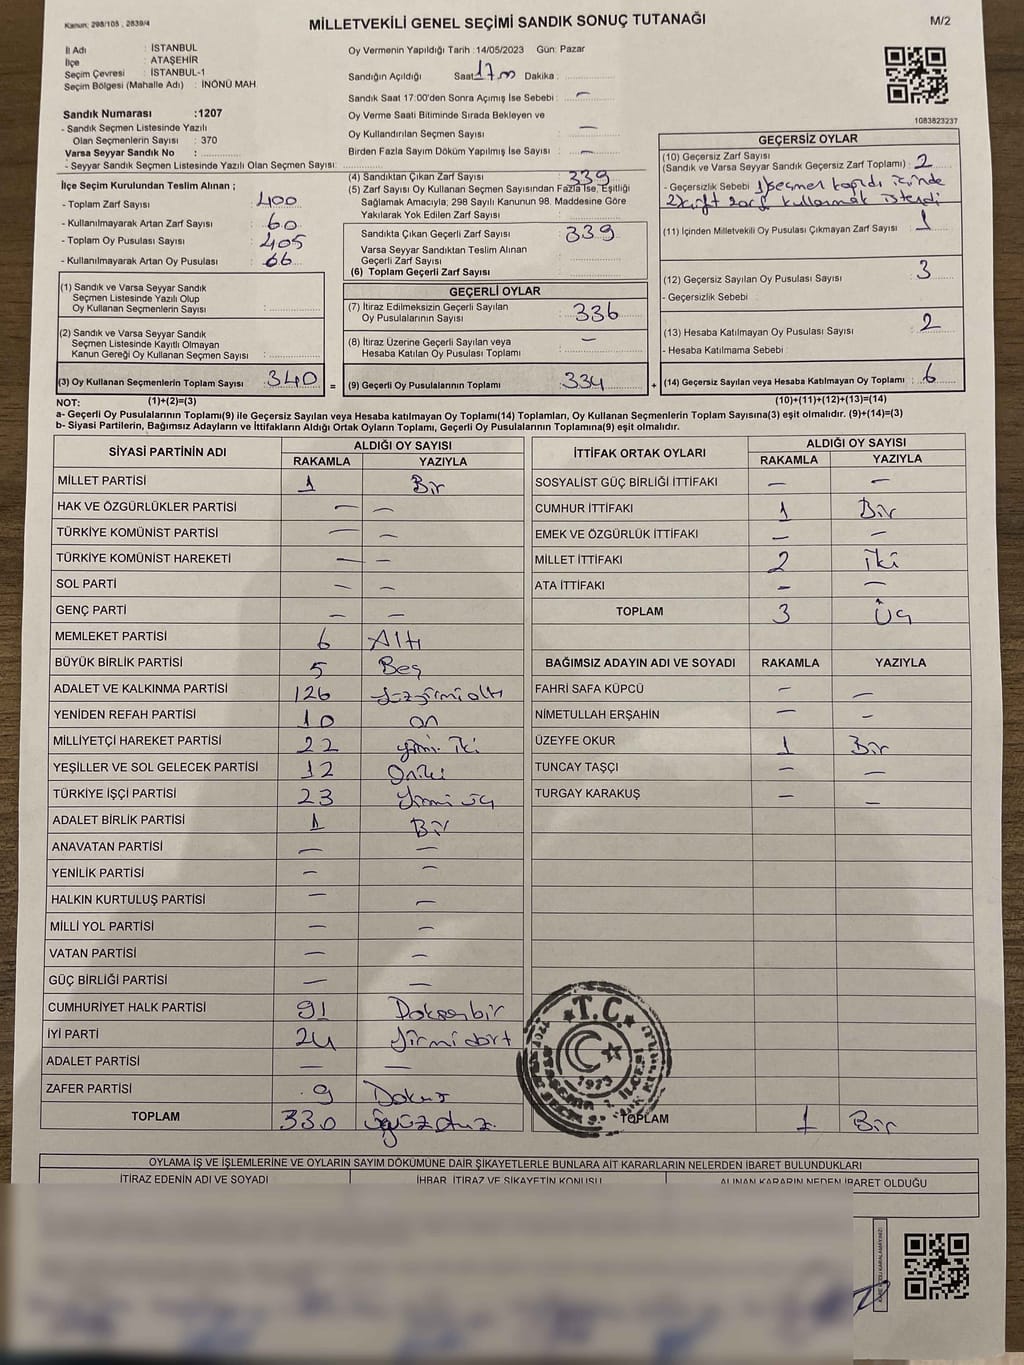 Kanun: 298/105 , 2839/4
MİLLETVEKİLİ GENEL SEÇİMİ SANDIK SONUÇ TUTANAĞI
M/2
İl Adı : İSTANBUL
İlçe : ATAŞEHİR
Seçim Çevresi : İSTANBUL-1
Seçim Bölgesi (Mahalle Adı) : İNÖNÜ MAH
Sandık Numarası :1207
- Sandık Seçmen Listesinde Yazılı
Olan Seçmenlerin Sayısı : 370
Varsa Seyyar Sandık No :
- Seyyar Sandık Seçmen Listesinde Yazılı Olan Seçmen Sayısı:
Oy Vermenin Yapıldığı Tarih :14/05/2023 Gün: Pazar
Sandığın Açıldığı Saat 17.00 Dakika :
Sandık Saat 17:00'den Sonra Açımış İse Sebebi : —
Oy Verme Saati Bitiminde Sırada Bekleyen ve
Oy Kullandırılan Seçmen Sayısı —
Birden Fazla Sayım Döküm Yapılmış İse Sayısı : —
1083823237
İlçe Seçim Kurulundan Teslim Alınan ;
- Toplam Zarf Sayısı : 400
- Kullanılmayarak Artan Zarf Sayısı : 60
- Toplam Oy Pusulası Sayısı : 405
- Kullanılmayarak Artan Oy Pusulası : 66
(1) Sandık ve Varsa Seyyar Sandık
Seçmen Listesinde Yazılı Olup
Oy Kullanan Seçmenlerin Sayısı :
(2) Sandık ve Varsa Seyyar Sandık
Seçmen Listesinde Kayıtlı Olmayan
Kanun Gereği Oy Kullanan Seçmen Sayısı :
(3) Oy Kullanan Seçmenlerin Toplam Sayısı : 340 =
(4) Sandıktan Çıkan Zarf Sayısı : 339
(5) Zarf Sayısı Oy Kullanan Seçmen Sayısından Fazla İse, Eşitliği
Sağlamak Amacıyla, 298 Sayılı Kanunun 98. Maddesine Göre
Yakılarak Yok Edilen Zarf Sayısı :
Sandıkta Çıkan Geçerli Zarf Sayısı : 339
Varsa Seyyar Sandıktan Teslim Alınan
Geçerli Zarf Sayısı :
(6) Toplam Geçerli Zarf Sayısı
GEÇERLİ OYLAR
(7) İtiraz Edilmeksizin Geçerli Sayılan
Oy Pusulalarının Sayısı : 336
(8) İtiraz Üzerine Geçerli Sayılan veya
Hesaba Katılan Oy Pusulası Toplamı : —
(9) Geçerli Oy Pusulalarının Toplamı : 334 +
GEÇERSİZ OYLAR
(10) Geçersiz Zarf Sayısı
(Sandık ve Varsa Seyyar Sandık Geçersiz Zarf Toplamı) : 2
- Geçersizlik Sebebi : 1 seçmen içinde
2 zarf kullanmak istedi
(11) İçinden Milletvekili Oy Pusulası Çıkmayan Zarf Sayısı : 1
(12) Geçersiz Sayılan Oy Pusulası Sayısı : 3
- Geçersizlik Sebebi :
(13) Hesaba Katılmayan Oy Pusulası Sayısı : 2
- Hesaba Katılmama Sebebi :
(14) Geçersiz Sayılan veya Hesaba Katılmayan Oy Toplamı : 6
NOT: (1)+(2)=(3) (10)+(11)+(12)+(13)=(14)
a- Geçerli Oy Pusulalarının Toplamı(9) ile Geçersiz Sayılan veya Hesaba katılmayan Oy Toplamı(14) Toplamları, Oy Kullanan Seçmenlerin Toplam Sayısına(3) eşit olmalıdır. (9)+(14)=(3)
b- Siyasi Partilerin, Bağımsız Adayların ve İttifakların Aldığı Ortak Oyların Toplamı, Geçerli Oy Pusulalarının Toplamına(9) eşit olmalıdır.
SİYASİ PARTİNİN ADI ALDIĞI OY SAYISI
RAKAMLA YAZIYLA
MİLLET PARTİSİ 1 Bir
HAK VE ÖZGÜRLÜKLER PARTİSİ — —
TÜRKİYE KOMÜNİST PARTİSİ — —
TÜRKİYE KOMÜNİST HAREKETİ — —
SOL PARTİ — —
GENÇ PARTİ — —
MEMLEKET PARTİSİ 6 Altı
BÜYÜK BİRLİK PARTİSİ 5 Beş
ADALET VE KALKINMA PARTİSİ 126 Yüzyirmialtı
YENİDEN REFAH PARTİSİ 10 On
MİLLİYETÇİ HAREKET PARTİSİ 22 yirmi iki
YEŞİLLER VE SOL GELECEK PARTİSİ 12 Oniki
TÜRKİYE İŞÇİ PARTİSİ 23 Yirmi üç
ADALET BİRLİK PARTİSİ 1 Bir
ANAVATAN PARTİSİ — —
YENİLİK PARTİSİ — —
HALKIN KURTULUŞ PARTİSİ — —
MİLLİ YOL PARTİSİ — —
VATAN PARTİSİ — —
GÜÇ BİRLİĞİ PARTİSİ — —
CUMHURİYET HALK PARTİSİ 91 Doksanbir
İYİ PARTİ 24 Yirmidört
ADALET PARTİSİ — —
ZAFER PARTİSİ 9 Dokuz
TOPLAM 330 Üçyüzotuz
İTTİFAK ORTAK OYLARI ALDIĞI OY SAYISI
RAKAMLA YAZIYLA
SOSYALİST GÜÇ BİRLİĞİ İTTİFAKI — —
CUMHUR İTTİFAKI 1 Bir
EMEK VE ÖZGÜRLÜK İTTİFAKI — —
MİLLET İTTİFAKI 2 İki
ATA İTTİFAKI — —
TOPLAM 3 Üç
BAĞIMSIZ ADAYIN ADI VE SOYADI RAKAMLA YAZIYLA
FAHRİ SAFA KÜPCÜ — —
NİMETULLAH ERŞAHİN — —
ÜZEYFE OKUR 1 Bir
TUNCAY TAŞÇI — —
TURGAY KARAKUŞ — —
T.C.
TOPLAM 1 Bir
OYLAMA İŞ VE İŞLEMLERİNE VE OYLARIN SAYIM DÖKÜMÜNE DAİR ŞİKAYETLERLE BUNLARA AİT KARARLARIN NELERDEN İBARET BULUNDUKLARI
İTİRAZ EDENİN ADI VE SOYADI İHBAR, İTİRAZ VE ŞİKAYETİN KONUSU ALINAN KARARIN NEDEN İBARET OLDUĞU